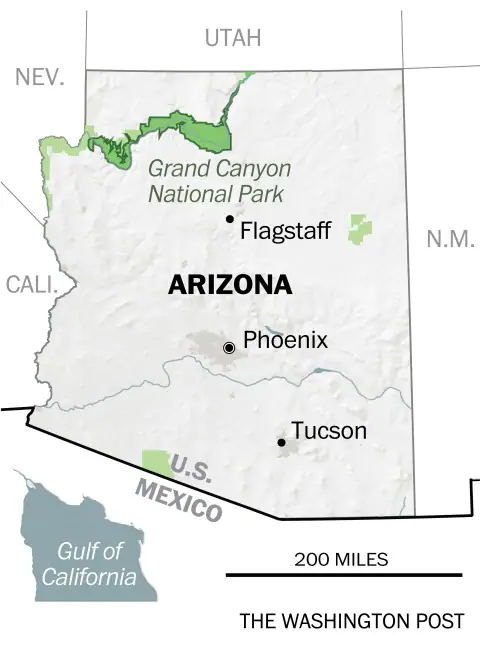 UTAH
NEV.
Grand Canyon
National Park
Flagstaff
N.M.
CALI.
ARIZONA
Phoenix
Tucson
U.S.
MEXICO
Gulf of
California
200 MILES
THE WASHINGTON POST